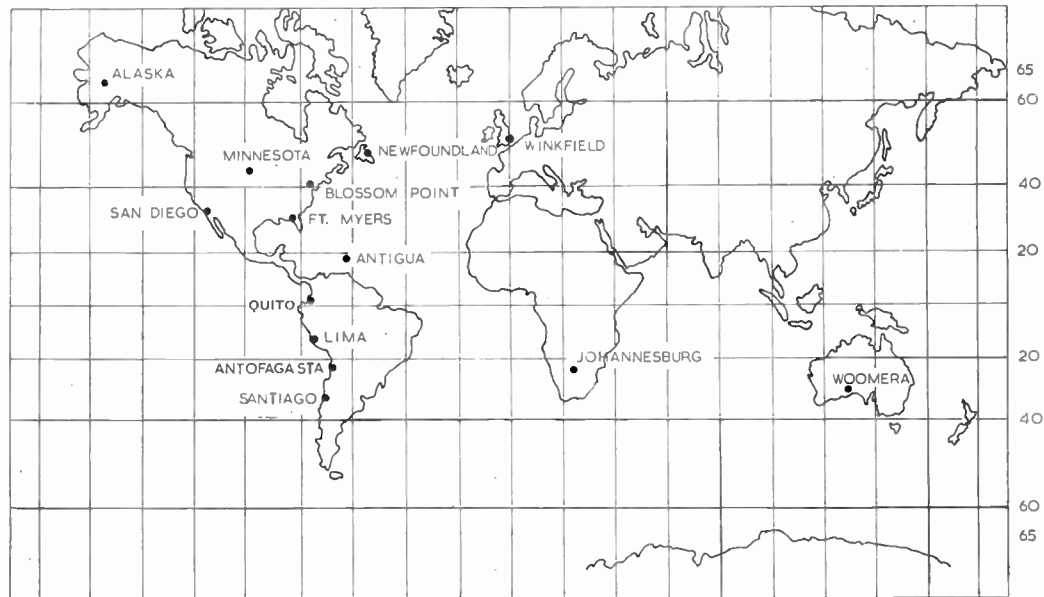 ALASKA
65
60
MINNESOTA
NEWFOUNDLAND
WINKFIELD
BLOSSOM POINT
40
SAN DIEGO
FT. MYERS
ANTIGUA
20
QUITO
LIMA
JOHANNESBURG
20
ANTOFAGASTA
WOOMERA
SANTIAGO
40
60
65